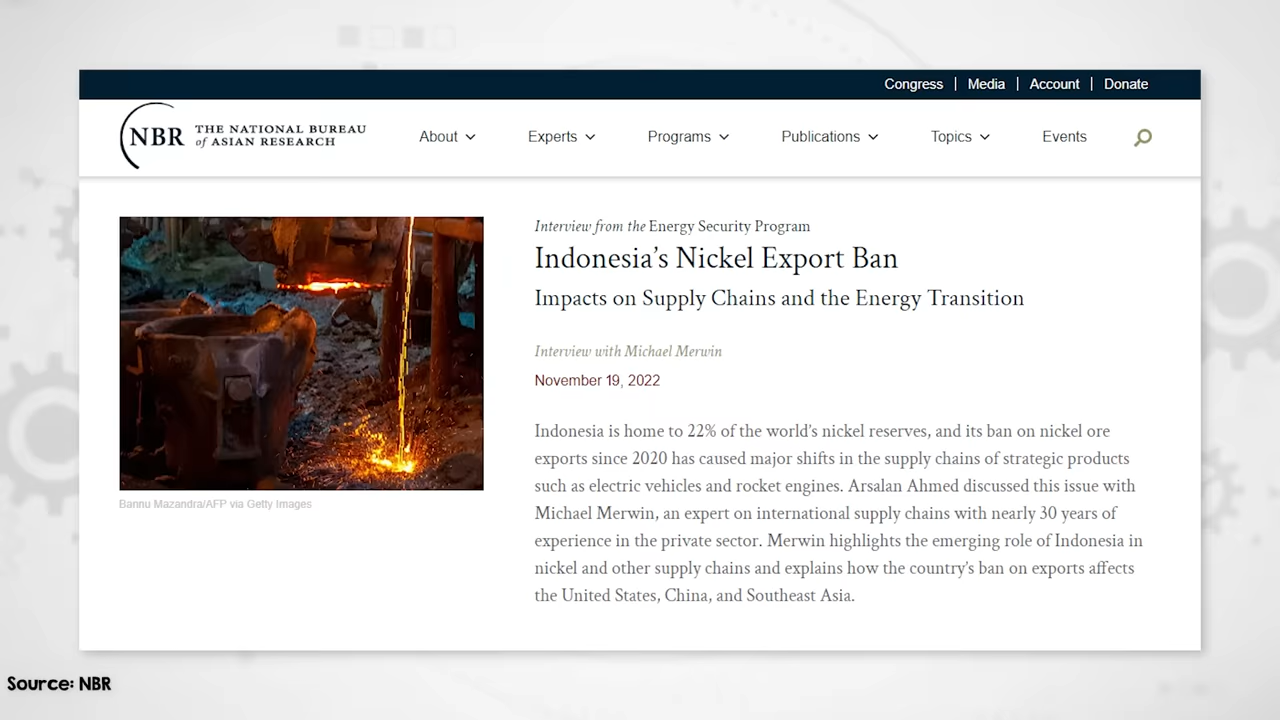 Congress | Media | Account | Donate
NBR THE NATIONAL BUREAU
of ASIAN RESEARCH
About Experts Programs Publications Topics Events
Interview from the Energy Security Program
Indonesia’s Nickel Export Ban
Impacts on Supply Chains and the Energy Transition
Interview with Michael Merwin
November 19, 2022
Indonesia is home to 22% of the world’s nickel reserves, and its ban on nickel ore
exports since 2020 has caused major shifts in the supply chains of strategic products
such as electric vehicles and rocket engines. Arsalan Ahmed discussed this issue with
Michael Merwin, an expert on international supply chains with nearly 30 years of
experience in the private sector. Merwin highlights the emerging role of Indonesia in
nickel and other supply chains and explains how the country’s ban on exports affects
the United States, China, and Southeast Asia.
Bannu Mazandra/AFP via Getty Images
Source: NBR